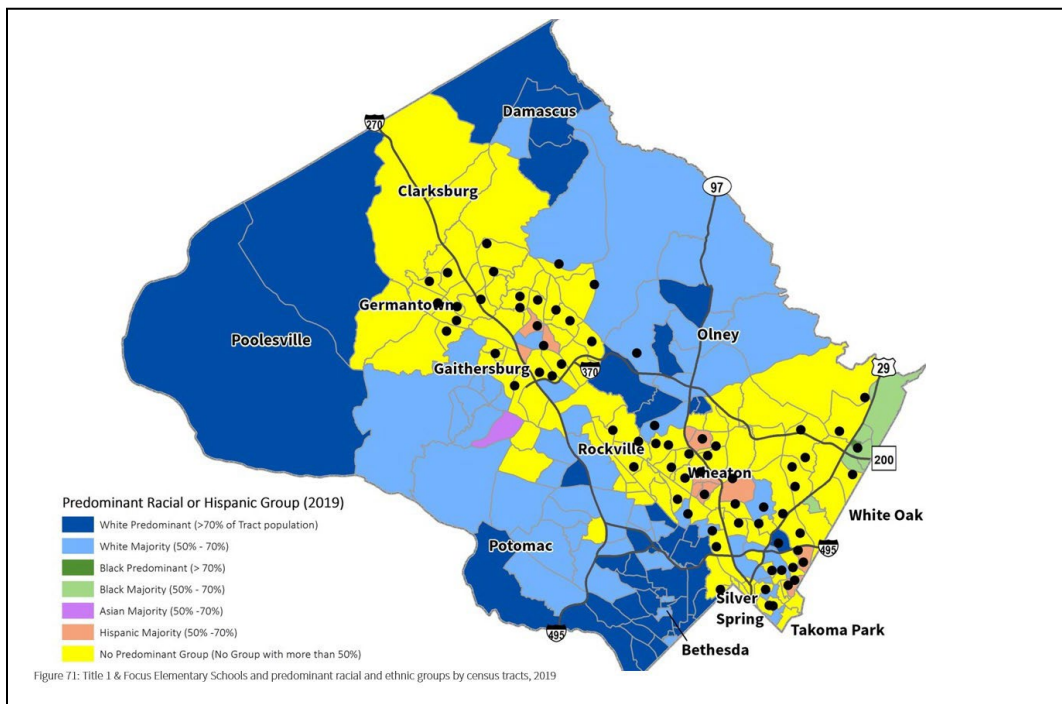 Damascus
270
Clarksburg
97
Germantown
Olney
Poolesville
29
Gaithersburg
370
Rockville
Wheaton
200
Predominant Racial or Hispanic Group (2019)
White Predominant (>70% of Tract population)
White Majority (50% - 70%)
Black Predominant (> 70%)
Black Majority (50% - 70%)
Asian Majority (50% -70%)
Hispanic Majority (50% -70%)
No Predominant Group (No Group with more than 50%)
White Oak
Potomac
495
Silver
Spring
Takoma Park
495
Bethesda
Figure 71: Title 1 & Focus Elementary Schools and predominant racial and ethnic groups by census tracts, 2019